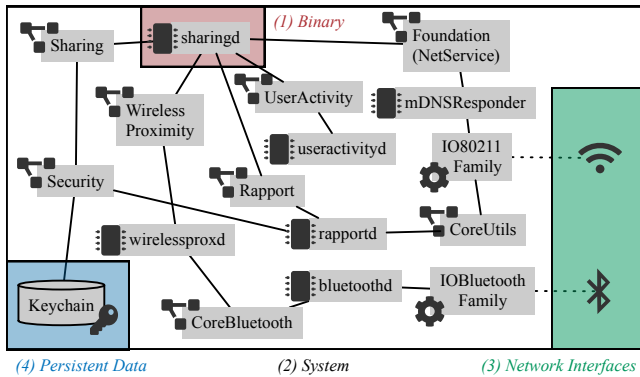 (1) Binary
Sharing
sharingd
Foundation
(NetService)
Wireless
Proximity
UserActivity
mDNSResponder
useractivityd
IO80211
Family
Security
Rapport
wirelessproxd
rapportd
CoreUtils
Keychain
CoreBluetooth
bluetoothd
IOBluetooth
Family
(4) Persistent Data
(2) System
(3) Network Interfaces